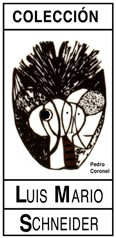 COLECCIÓN
Pedro
Coronel
LUIS MARIO
SCHNEIDER